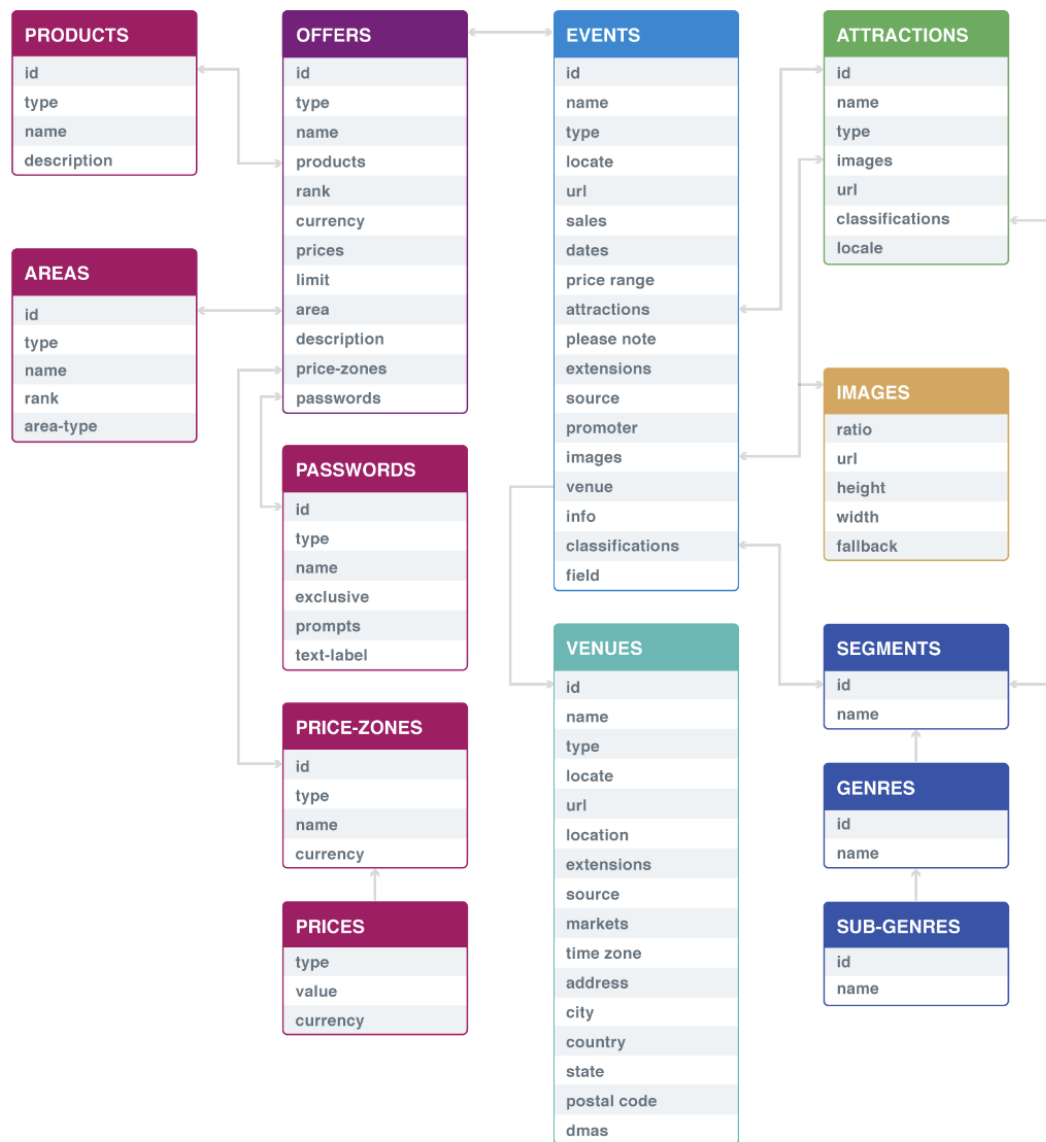 PRODUCTS
id
type
name
description
AREAS
id
type
name
rank
area-type
OFFERS
id
type
name
products
rank
currency
prices
limit
area
description
price-zones
passwords
PASSWORDS
id
type
name
exclusive
prompts
text-label
PRICE-ZONES
id
type
name
currency
PRICES
type
value
currency
EVENTS
id
name
type
locate
url
sales
dates
price range
attractions
please note
extensions
source
promoter
images
venue
info
classifications
field
VENUES
id
name
type
locate
url
location
extensions
source
markets
time zone
address
city
country
state
postal code
dmas
ATTRACTIONS
id
name
type
images
url
classifications
locale
IMAGES
ratio
url
height
width
fallback
SEGMENTS
id
name
GENRES
id
name
SUB-GENRES
id
name